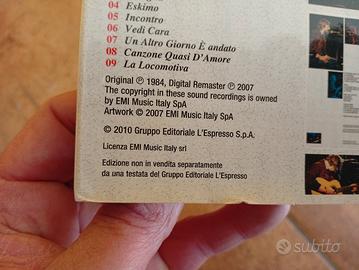 04 Eskimo
05 Incontro
06 Vedi Cara
07 Un Altro Giorno È andato
08 Canzone Quasi D'Amore
09 La Locomotiva
Original ℗ 1984, Digital Remaster ℗ 2007
The copyright in these sound recordings is owned
by EMI Music Italy SpA
Artwork © 2007 EMI Music Italy SpA
© 2010 Gruppo Editoriale L'Espresso S.p.A.
Licenza EMI Music Italy srl
Edizione non in vendita separatamente
da una testata del Gruppo Editoriale L'Espresso
subito